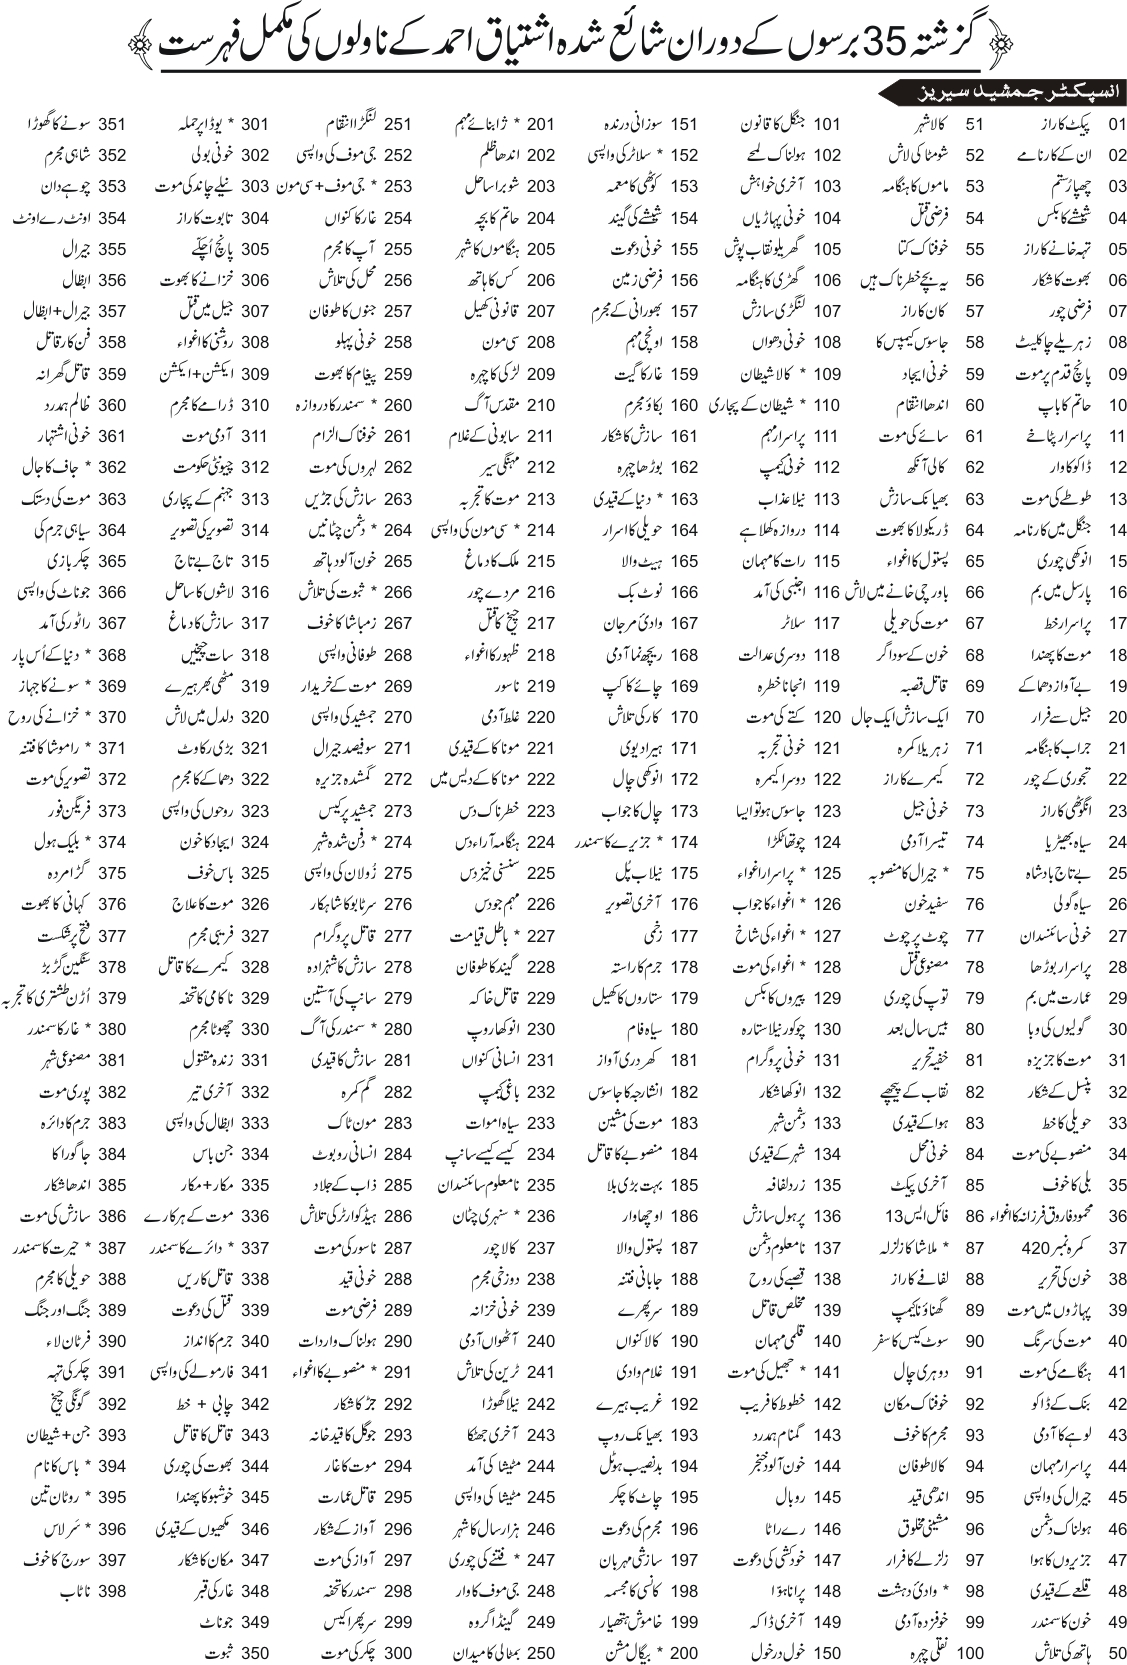 گزشتہ 35 برسوں کے دوران شائع شدہ اشتیاق احمد کے ناولوں کی مکمل فہرست
انسپکٹر جمشید سیریز
01 پیکٹ کا راز
02 ان کے کارنامے
03 چھپا رستم
04 شیشے کا بکس
05 تہہ خانے کا راز
06 بھوت کا شکار
07 فرضی چور
08 زہریلے چاکلیٹ
09 پانچ قدم پر موت
10 حاتم کا باپ
11 پراسرار پٹاخے
12 ڈاکو کا وار
13 طوطے کی موت
14 جنگل میں کارنامہ
15 انوکھی چوری
16 پارسل میں بم
17 پراسرار خط
18 موت کا پھندا
19 بے آواز دھماکے
20 جیل سے فرار
21 جراب کا ہنگامہ
22 تجوری کے چور
23 انگوٹھی کا راز
24 سیاہ بھیڑیا
25 بے تاج بادشاہ
26 سیاہ گولی
27 خونی سائنسدان
28 پراسرار بوڑھا
29 عمارت میں بم
30 گولیوں کی وبا
31 موت کا جزیزہ
32 پنسل کے شکار
33 حویلی کا خط
34 منصوبے کی موت
35 بلی کا خوف
36 محمود فاروق فرزانہ کا اغواء
37 کمرہ نمبر 420
38 خون کی تحریر
39 پہاڑوں میں موت
40 موت کی سرنگ
41 ہنگامے کی موت
42 بنک کے ڈاکو
43 لوہے کا آدمی
44 پراسرار مہمان
45 جیرال کی واپسی
46 ہولناک دشمن
47 جزیروں کا ہوا
48 قلعے کے قیدی
49 خون کا سمندر
50 ہاتھ کی تلاش
51 کالا شہر
52 شومٹا کی لاش
53 ماموں کا ہنگامہ
54 فرضی قتل
55 خوفناک کتا
56 یہ بچے خطرناک ہیں
57 کان کا راز
58 جاسوس کیمپس کا
59 خونی ایجاد
60 اندھا انتقام
61 سائے کی موت
62 کالی آنکھ
63 بھیانک سازش
64 ڈریکولا کا بھوت
65 پستول کا اغواء
66 باورچی خانے میں لاش
67 موت کی حویلی
68 خون کے سوداگر
69 قاتل قصبہ
70 ایک سازش ایک جال
71 زہریلا کمرہ
72 کیمرے کا راز
73 خونی جیل
74 تیسرا آدمی
75 * جیرال کا منصوبہ
76 سفید خون
77 چوٹ پر چوٹ
78 مصنوعی قتل
79 توپ کی چوری
80 بیس سال بعد
81 خفیہ تحریر
82 نقاب کے پیچھے
83 ہوا کے قیدی
84 خونی محل
85 آخری پیکٹ
86 فائل ایس 13
87 * ملاشا کا زلزلہ
88 لفافے کا راز
89 گھناؤنا کیمپ
90 سوٹ کیس کا سفر
91 دوہری چال
92 خوفناک مکان
93 مجرم کا خوف
94 کالا طوفان
95 اندھی قید
96 مشینی مخلوق
97 زلزلے کا فرار
98 * وادئ دہشت
99 خوفزدہ آدمی
100 نقلی چہرہ
101 جنگل کا قانون
102 ہولناک لمحے
103 آخری خواہش
104 خونی پہاڑیاں
105 گھریلو نقاب پوش
106 گھڑی کا ہنگامہ
107 لنگڑی سازش
108 خونی دھواں
109 * کالا شیطان
110 * شیطان کے پجاری
111 پراسرار مہم
112 خونی کیمپ
113 نیلا عذاب
114 دروازہ کھلا ہے
115 رات کا مہمان
116 اجنبی کی آمد
117 سلاٹر
118 دوسری عدالت
119 انجانا خطرہ
120 کتے کی موت
121 خونی تجربہ
122 دوسرا کیمرہ
123 جاسوس ہو تو ایسا
124 چوتھا ٹکڑا
125 * پراسرار اغواء
126 * اغواء کا جواب
127 * اغواء کی شاخ
128 * اغواء کی موت
129 پیروں کا بکس
130 چوکور نیلا ستارہ
131 خونی پروگرام
132 انوکھا شکار
133 دشمن شہر
134 شہر کے قیدی
135 زرد لفافہ
136 پرہول سازش
137 نامعلوم دشمن
138 قصبے کی روح
139 مخلص قاتل
140 قلمی مہمان
141 * جھیل کی موت
142 خطوط کا فریب
143 گمنام ہمدرد
144 خون آلود خنجر
145 روبال
146 رے راٹا
147 خودکشی کی دعوت
148 پرانا ہوا
149 آخری ڈاکہ
150 خول در خول
151 سوزانی درندہ
152 * سلاٹر کی واپسی
153 کوٹھی کا معمہ
154 شیشے کی گیند
155 خونی دعوت
156 فرضی زمین
157 بھورانی کے مجرم
158 اونچی مہم
159 غار کا گیت
160 بکاؤ مجرم
161 سازش کا شکار
162 بوڑھا چہرہ
163 * دنیا کے قیدی
164 حویلی کا اسرار
165 ہیٹ والا
166 نوٹ بک
167 وادئ مرجان
168 ریچھ نما آدمی
169 چائے کا کپ
170 کار کی تلاش
171 ہیرا دیوی
172 انوکھی چال
173 چال کا جواب
174 * جزیرے کا سمندر
175 نیلاب پُل
176 آخری تصویر
177 زخمی
178 جرم کا راستہ
179 ستاروں کا کھیل
180 سیاہ فام
181 کھردری آواز
182 انشارجہ کا جاسوس
183 موت کی مشین
184 منصوبے کا قاتل
185 بہت بڑی بلا
186 اوچھا وار
187 پستول والا
188 جاپانی فتنہ
189 سرپھرے
190 کالا کنواں
191 غلام وادی
192 غریب ہیرے
193 بھیانک روپ
194 بدنصیب ہوٹل
195 چاٹ کا چکر
196 مجرم کی دعوت
197 سازشی مہربان
198 کانسی کا مجسمہ
199 خاموش ہتھیار
200 * بیگال مشن
201 * ژابنائے مہم
202 اندھا ظلم
203 شوبرا ساحل
204 حاتم کا بچہ
205 ہنگاموں کا شہر
206 کس کا ہاتھ
207 قانونی کھیل
208 سی مون
209 لڑکی کا چہرہ
210 مقدس آگ
211 سابونی کے غلام
212 مہنگی سیر
213 موت کا تجربہ
214 * سی مون کی واپسی
215 ملک کا دماغ
216 مردے چور
217 چیخ کا قتل
218 ظہور کا اغواء
219 ناسور
220 غلط آدمی
221 موناکا کے قیدی
222 موناکا کے دیس میں
223 خطرناک دس
224 ہنگامہ آراء دس
225 سنسنی خیز دس
226 مہم جو دس
227 * باطل قیامت
228 گیند کا طوفان
229 قاتل خاکہ
230 انوکھا روپ
231 انسانی کنواں
232 باغی کیمپ
233 سیاہ اموات
234 کیسے کیسے سانپ
235 نامعلوم سائنسدان
236 * سنہری چٹان
237 کالا چور
238 دوزخی مجرم
239 خونی خزانہ
240 آٹھواں آدمی
241 ٹرین کی تلاش
242 نیلا گھوڑا
243 آخری جھٹکا
244 مٹیشا کی آمد
245 مٹیشا کی واپسی
246 ہزار سال کا شہر
247 * فتنے کی چوری
248 جی موف کا وار
249 گینڈا گروہ
250 بمطالی کا میدان
251 لنگڑا انتقام
252 جی موف کی واپسی
253 * جی موف + سی مون
254 غار کا کنواں
255 آپ کا مجرم
256 محل کی تلاش
257 جنوں کا طوفان
258 خونی پہلو
259 پیغام کا بھوت
260 * سمندر کا دروازہ
261 خوفناک الزام
262 لہروں کی موت
263 سازش کی جڑیں
264 * دشمن چٹانیں
265 خون آلود ہاتھ
266 * ثبوت کی تلاش
267 زمباشا کا خوف
268 طوفانی واپسی
269 موت کے خریدار
270 جمشید کی واپسی
271 سو فیصد جیرال
272 گمشدہ جزیرہ
273 جمشید پر کیس
274 * دفن شدہ شہر
275 ژولان کی واپسی
276 سرٹابو کا شاہکار
277 قاتل پروگرام
278 سازش کا شہزادہ
279 سانپ کی آستین
280 * سمندر کی آگ
281 سازش کا قیدی
282 گم کمرہ
283 مون ٹاک
284 انسانی روبوٹ
285 ذاب کے جلاد
286 ہیڈ کوارٹر کی تلاش
287 ناسور کی موت
288 خونی قید
289 فرضی موت
290 ہولناک واردات
291 * منصوبے کا اغواء
292 جڑ کا شکار
293 جوگل کا قید خانہ
294 موت کا غار
295 قاتل عمارت
296 آواز کے شکار
297 آواز کی موت
298 سمندر کا تحفہ
299 سرپھرا کیس
300 چکر کی موت
301 * یوڈا پر حملہ
302 خونی بولی
303 نیلے چاند کی موت
304 تابوت کا راز
305 پانچ اُچکے
306 خزانے کا بھوت
307 جیل میں قتل
308 روشنی کا اغواء
309 ایکشن + ایکشن
310 ڈرامے کا مجرم
311 آدمی موت
312 چیونٹی حکومت
313 جہنم کے پجاری
314 تصویر کی تصویر
315 تاج بے تاج
316 لاشوں کا ساحل
317 سازش کا دماغ
318 سات چیخیں
319 مٹھی بھر ہیرے
320 دلدل میں لاش
321 بڑی رکاوٹ
322 دھماکے کا مجرم
323 روحوں کی واپسی
324 ایجاد کا خون
325 باس خوف
326 موت کا علاج
327 فریبی مجرم
328 کیمرے کا قاتل
329 ناکامی کا تحفہ
330 چھوٹا مجرم
331 زندہ مقتول
332 آخری تیر
333 ابظال کی واپسی
334 جن باس
335 مکار + مکار
336 موت کے ہرکارے
337 * دائرے کا سمندر
338 قاتل کاریں
339 قتل کی دعوت
340 جرم کا انداز
341 فارمولے کی واپسی
342 چابی + خط
343 قاتل کا قاتل
344 بھوت کی چوری
345 خوشبو کا پھندا
346 مکھیوں کے قیدی
347 مکان کا شکار
348 غار کی قبر
349 جوناٹ
350 ثبوت
351 سونے کا گھوڑا
352 شاہی مجرم
353 چوہے دان
354 اونٹ رے اونٹ
355 جیرال
356 ابظال
357 جیرال + ابظال
358 فن کار قاتل
359 قاتل گھرانہ
360 ظالم ہمدرد
361 خونی اشتہار
362 * جاف کا جال
363 موت کی دستک
364 سیاہی جرم کی
365 چکر بازی
366 جوناٹ کی واپسی
367 راٹور کی آمد
368 * دنیا کے اُس پار
369 * سونے کا جہاز
370 * خزانے کی روح
371 * راموشا کا فتنہ
372 تصویر کی موت
373 فریگن فور
374 * بلیک ہول
375 گڑا مردہ
376 کہانی کا بھوت
377 فتح پر شکست
378 سنگین گڑبڑ
379 اُڑن طشتری کا تجربہ
380 * غار کا سمندر
381 مصنوعی شہر
382 پوری موت
383 جرم کا دائرہ
384 جاگوراکا
385 اندھا شکار
386 سازش کی موت
387 * حیرت کا سمندر
388 حویلی کا مجرم
389 جنگ اور جنگ
390 فرٹان لاء
391 چکر کی تہہ
392 گونگی چیخ
393 جن + شیطان
394 * باس کا نام
395 * روٹان تین
396 * سَر لاس
397 سورج کا خوف
398 ناٹاب